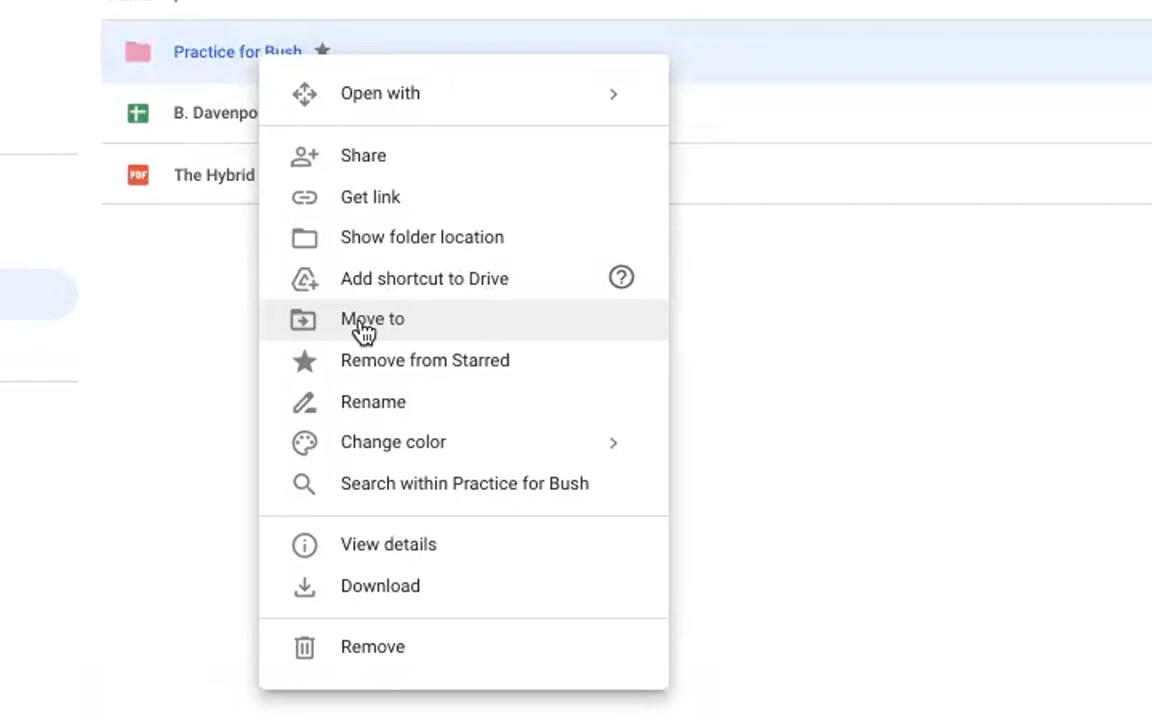 Practice for Bush
B. Davenpo
The Hybrid
PDF
Open with
Share
Get link
Show folder location
Add shortcut to Drive
Move to
Remove from Starred
Rename
Change color
Search within Practice for Bush
View details
Download
Remove